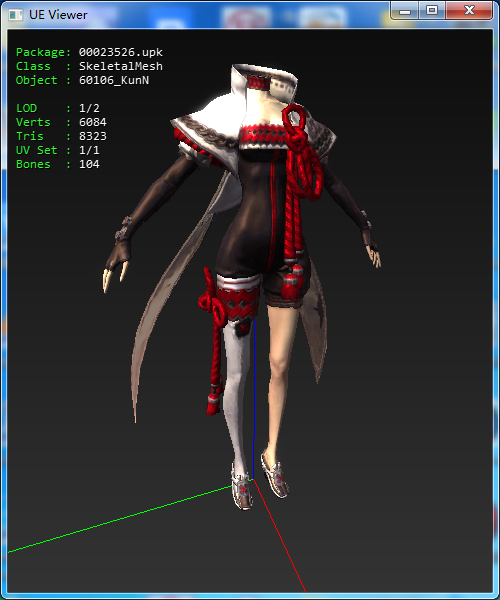 UE Viewer
Package: 00023526.upk
Class : SkeletalMesh
Object : 60106_KunN
LOD : 1/2
Verts : 6084
Tris : 8323
UV Set : 1/1
Bones : 104